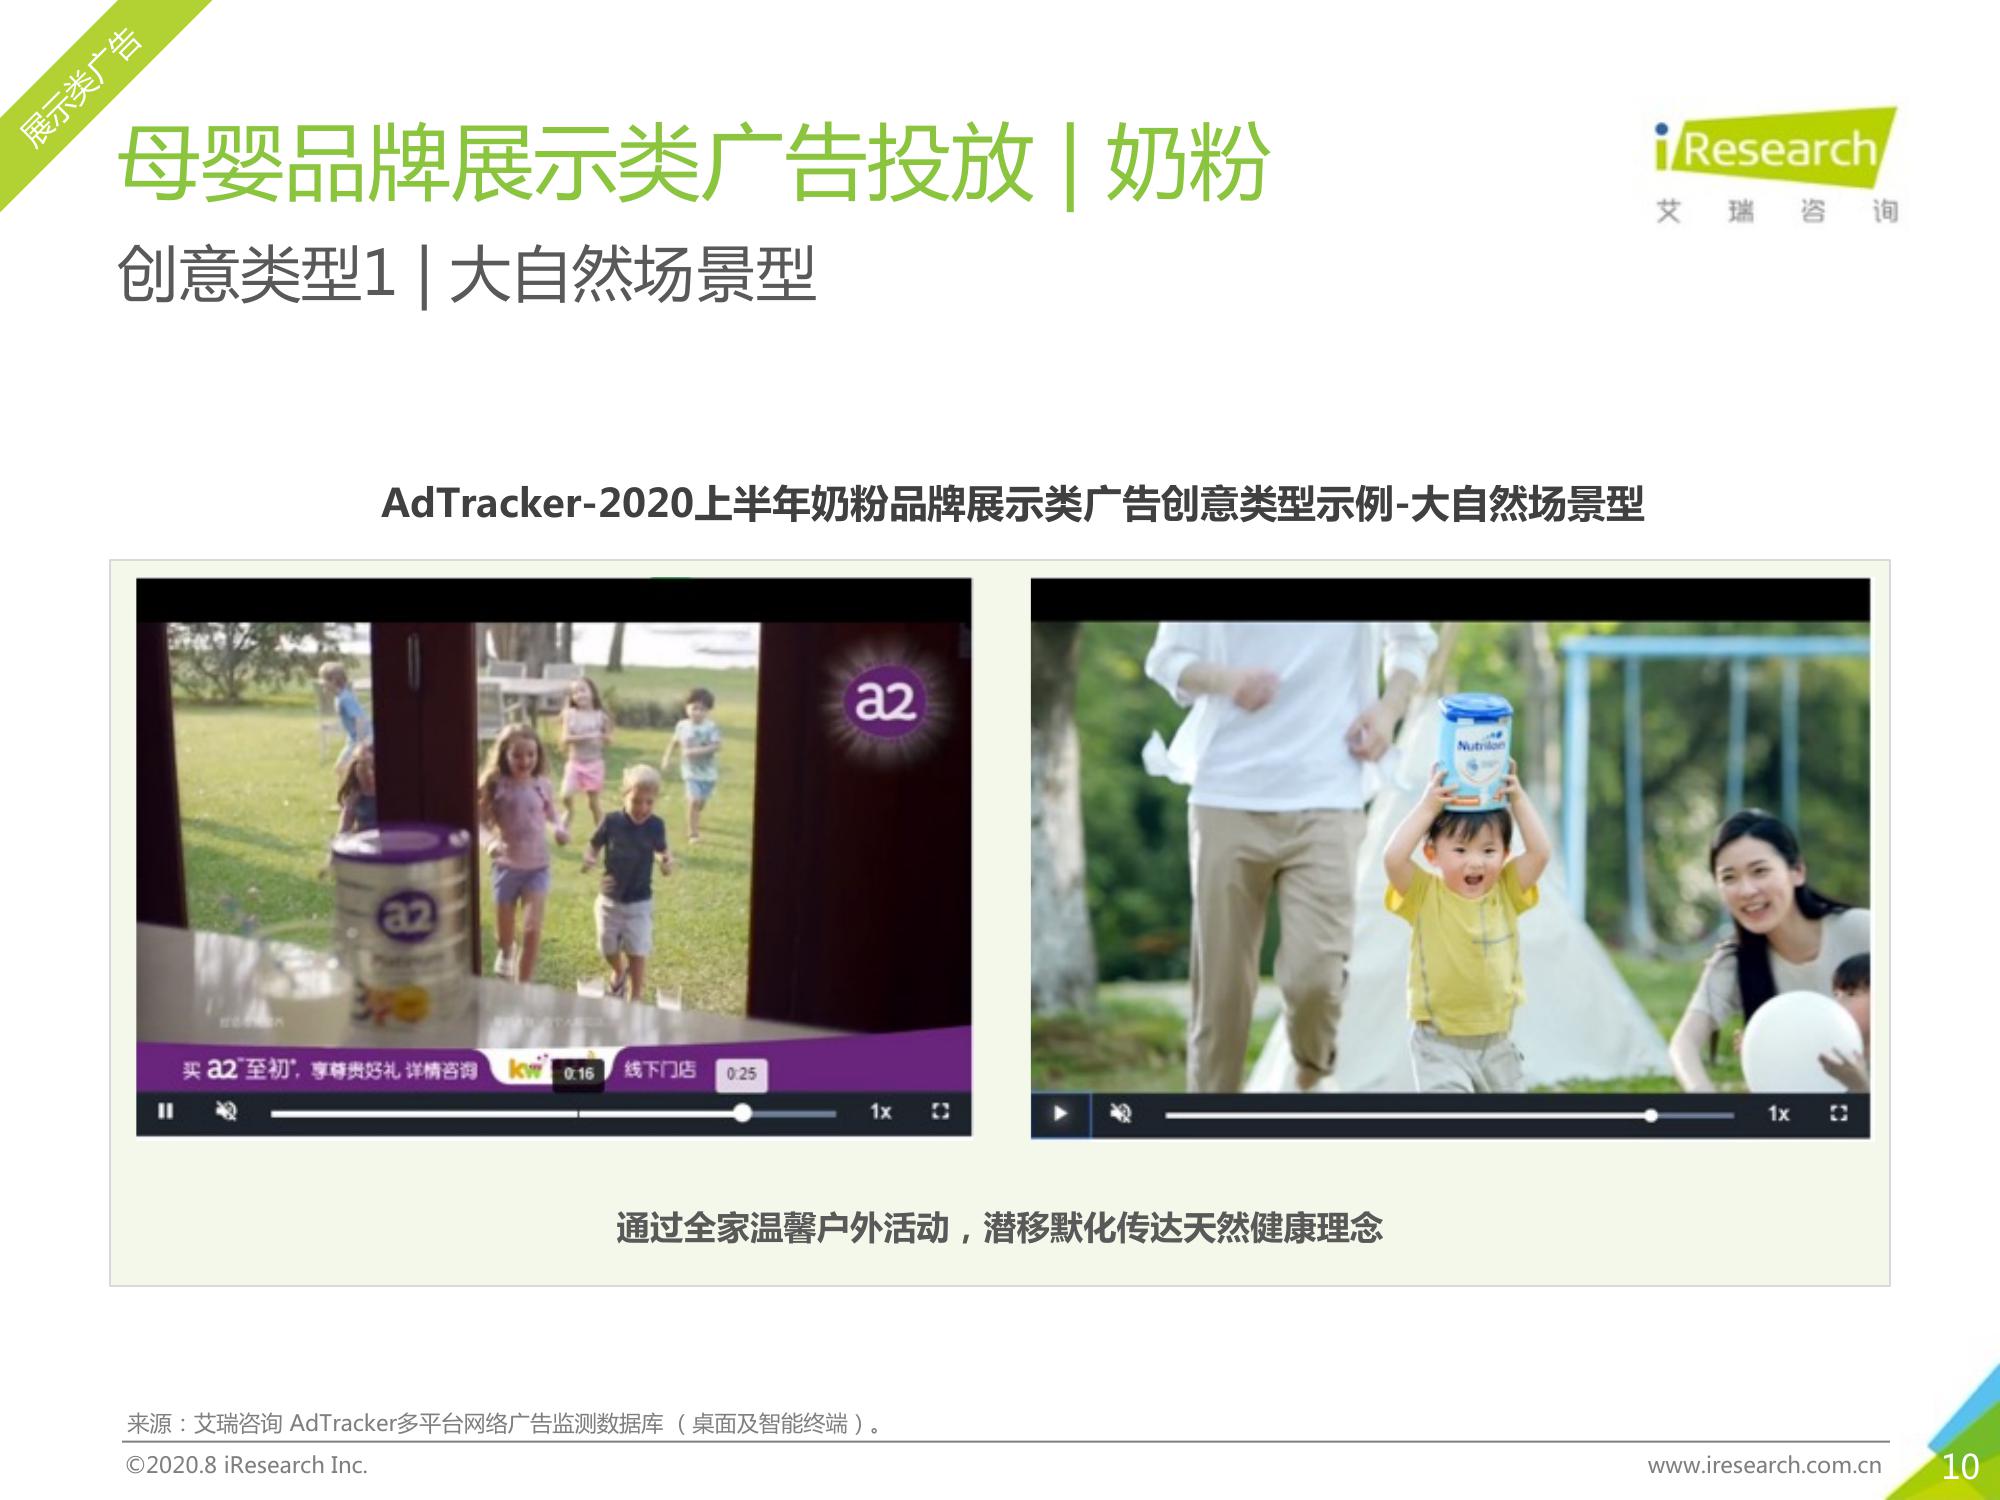 展示类广告
母婴品牌展示类广告投放 | 奶粉
iResearch
艾瑞咨询
创意类型1 | 大自然场景型
AdTracker-2020上半年奶粉品牌展示类广告创意类型示例-大自然场景型
a2
a2
买 a2 至初, 享尊贵好礼 详情咨询 kw 线下门店
0:16
0:25
1x
Nutrilon
1x
通过全家温馨户外活动，潜移默化传达天然健康理念
来源：艾瑞咨询 AdTracker多平台网络广告监测数据库 （桌面及智能终端）。
©2020.8 iResearch Inc.
www.iresearch.com.cn
10